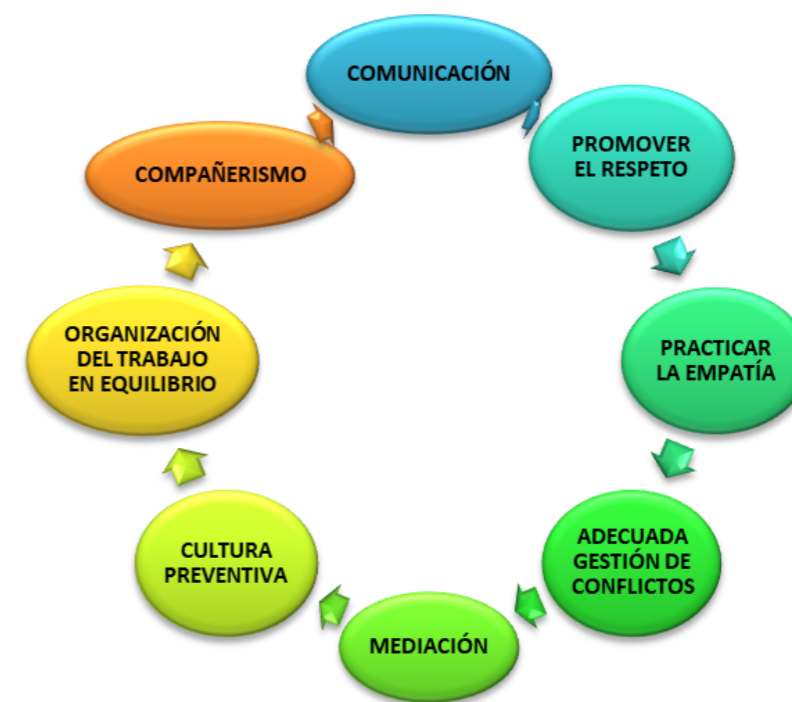 COMUNICACIÓN
PROMOVER
EL RESPETO
PRACTICAR
LA EMPATÍA
ADECUADA
GESTIÓN DE
CONFLICTOS
MEDIACIÓN
CULTURA
PREVENTIVA
ORGANIZACIÓN
DEL TRABAJO
EN EQUILIBRIO
COMPAÑERISMO